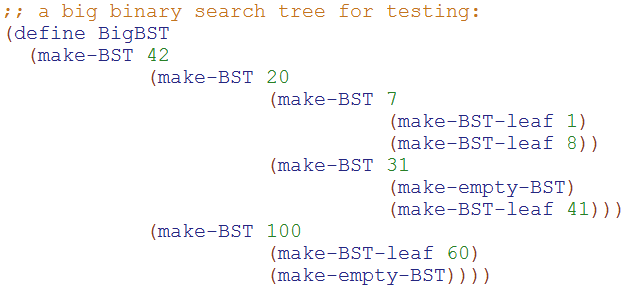 ;; a big binary search tree for testing:
(define BigBST
  (make-BST 42
            (make-BST 20
                      (make-BST 7
                                (make-BST-leaf 1)
                                (make-BST-leaf 8))
                      (make-BST 31
                                (make-empty-BST)
                                (make-BST-leaf 41)))
            (make-BST 100
                      (make-BST-leaf 60)
                      (make-empty-BST))))